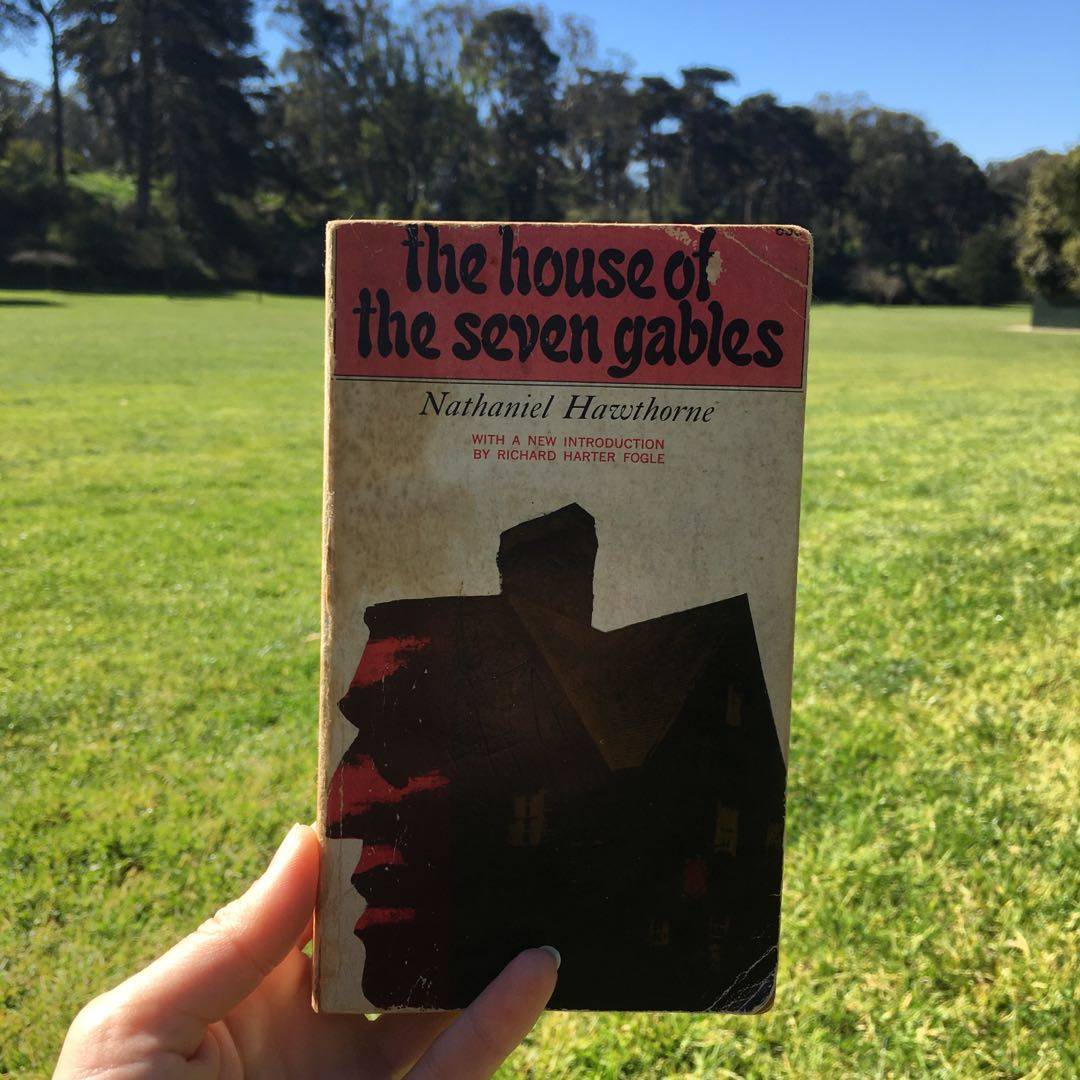 the house of
the seven gables
Nathaniel Hawthorne
WITH A NEW INTRODUCTION
BY RICHARD HARTER FOGLE